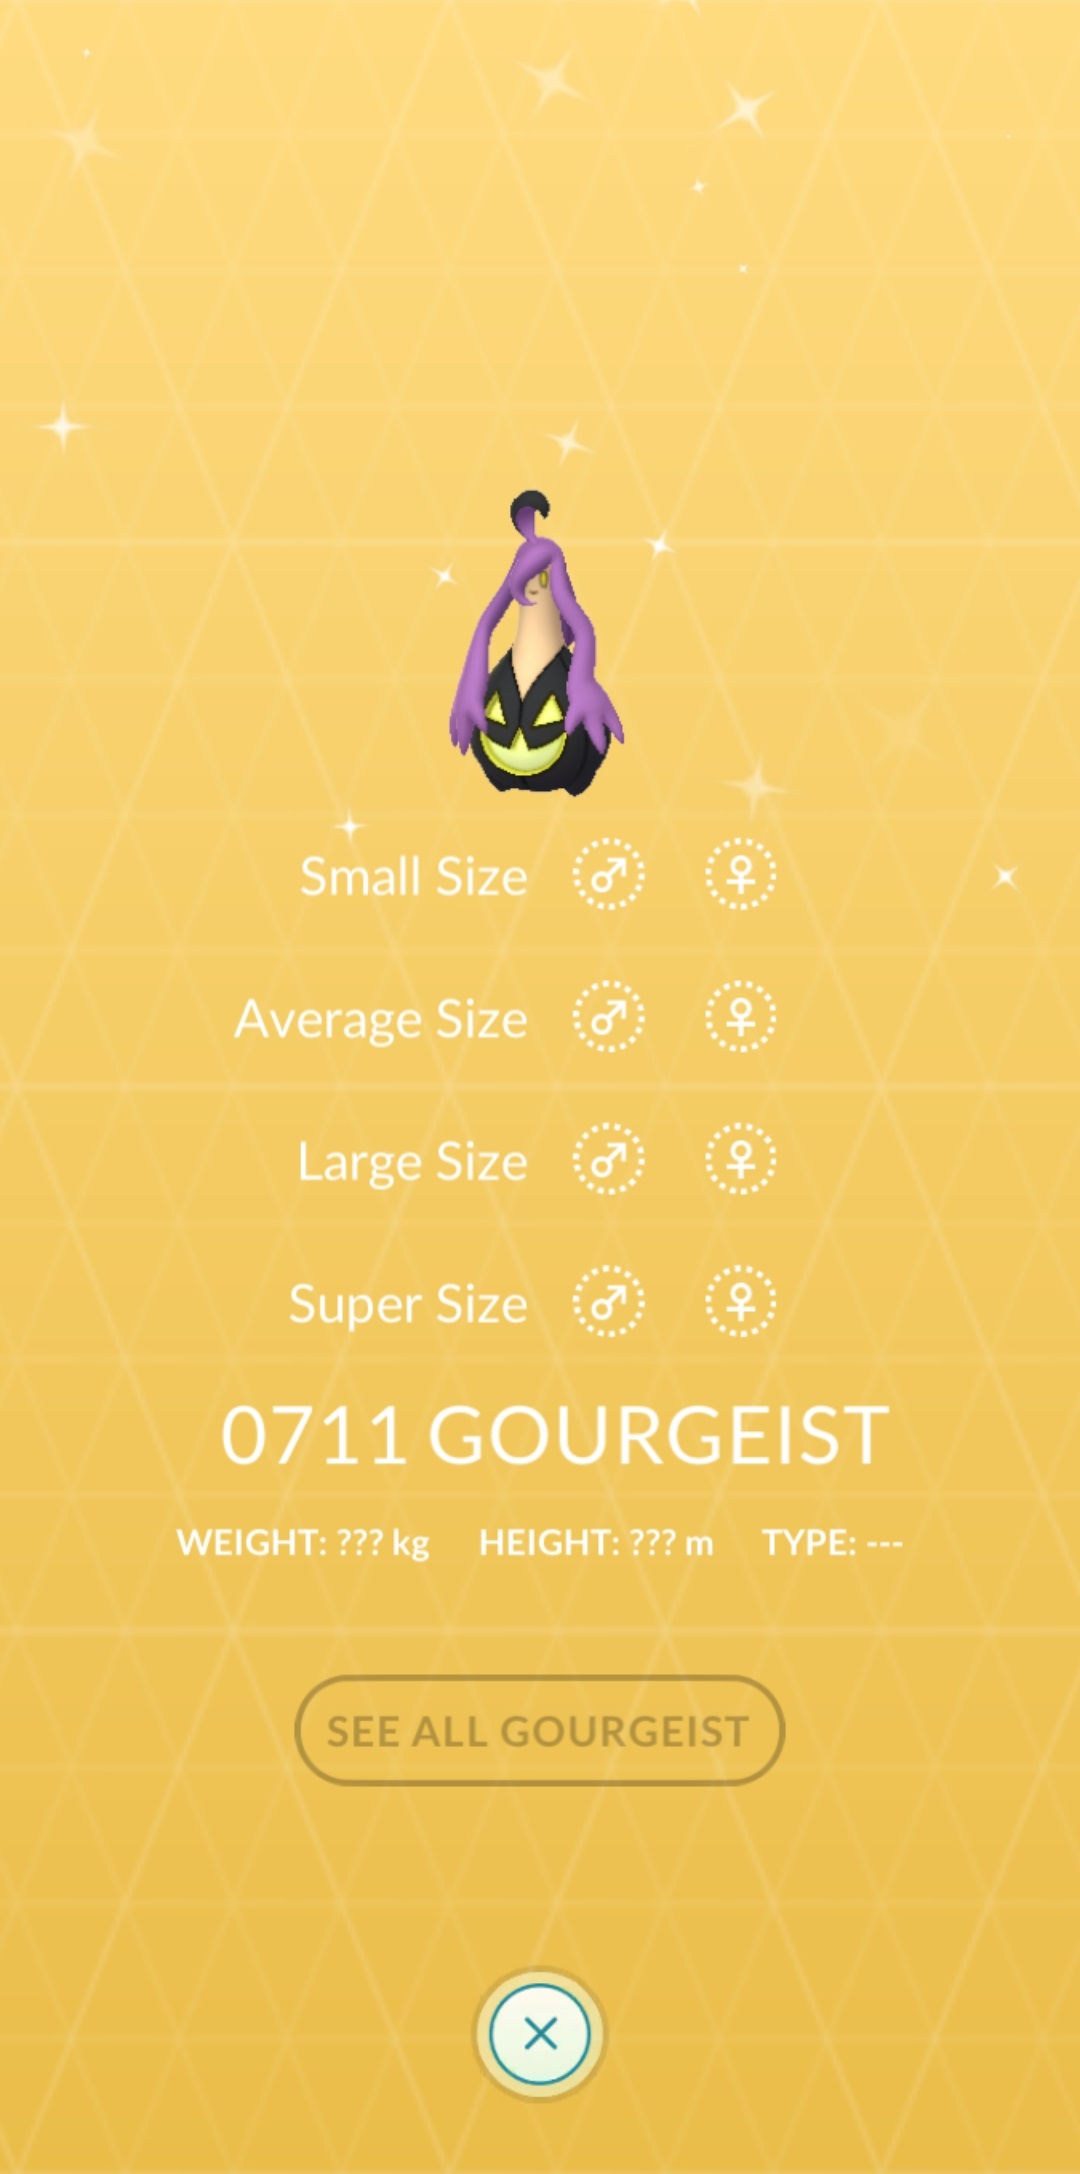 Small Size ♂ ♀
Average Size ♂ ♀
Large Size ♂ ♀
Super Size ♂ ♀
0711 GOURGEIST
WEIGHT: ??? kg HEIGHT: ??? m TYPE: ---
SEE ALL GOURGEIST